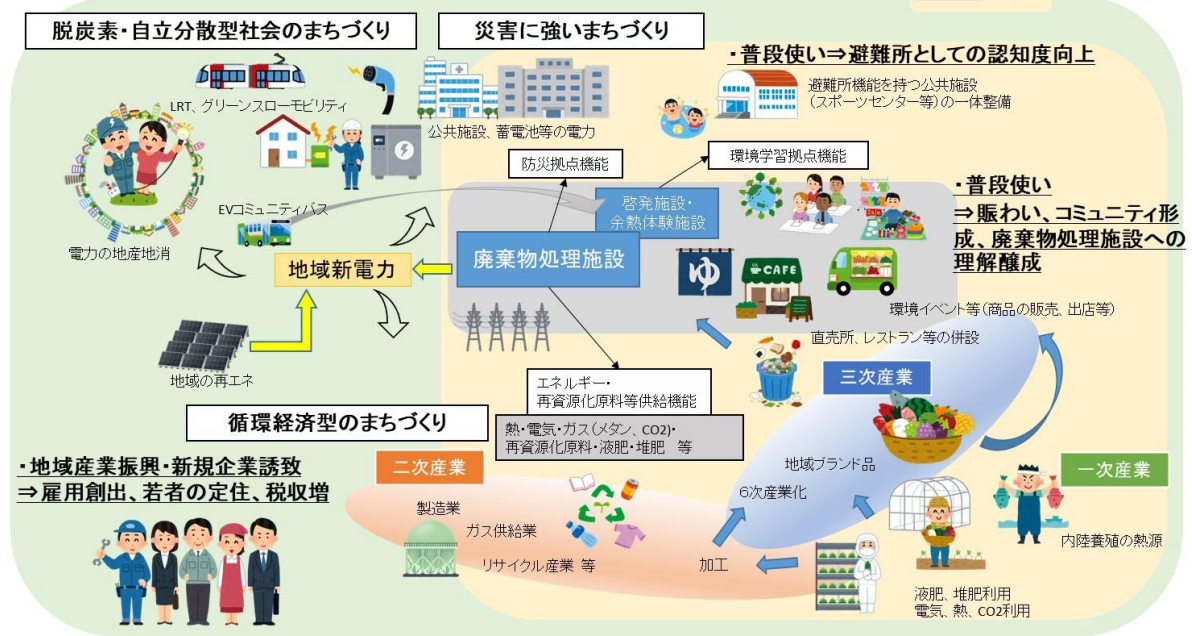 脱炭素・自立分散型社会のまちづくり
災害に強いまちづくり
・普段使い⇒避難所としての認知度向上
避難所機能を持つ公共施設
(スポーツセンター等)の一体整備
LRT、グリーンスローモビリティ
公共施設、蓄電池等の電力
防災拠点機能
環境学習拠点機能
EVコミュニティバス
電力の地産地消
啓発施設・
余熱体験施設
廃棄物処理施設
地域新電力
・普段使い
⇒賑わい、コミュニティ形
成、廃棄物処理施設への
理解醸成
SALE
ゆ
CAFE
環境イベント等(商品の販売、出店等)
直売所、レストラン等の併設
地域の再エネ
エネルギー・
再資源化原料等供給機能
熱・電気・ガス(メタン、CO2)・
再資源化原料・液肥・堆肥 等
循環経済型のまちづくり
・地域産業振興・新規企業誘致
⇒雇用創出、若者の定住、税収増
二次産業
製造業
ガス供給業
リサイクル産業 等
三次産業
地域ブランド品
6次産業化
加工
一次産業
内陸養殖の熱源
液肥、堆肥利用
電気、熱、CO2利用